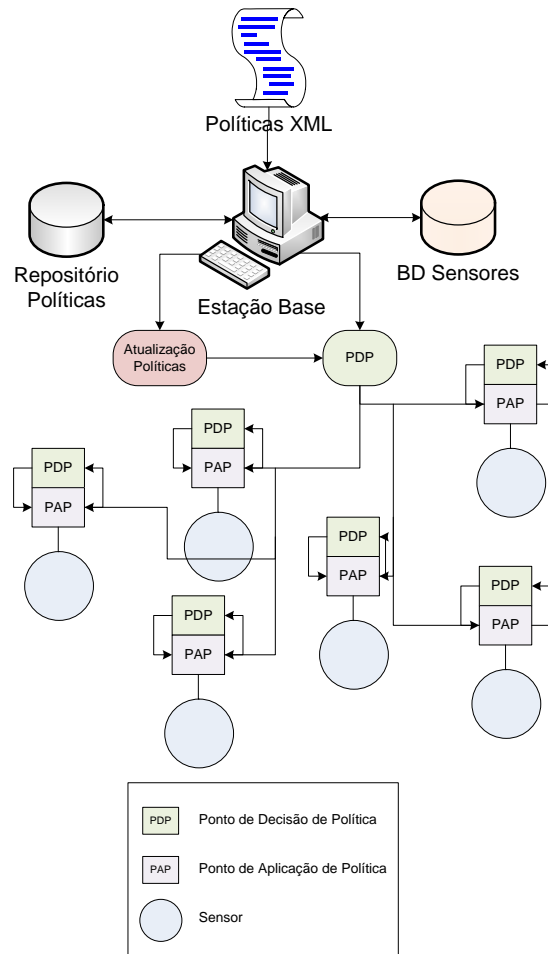 Políticas XML
Repositório
Políticas
Estação Base
BD Sensores
Atualização
Políticas
PDP
PDP
PAP
PDP
PAP
PDP
PAP
PDP
PAP
PDP
PAP
PDP
PAP
PDP
Ponto de Decisão de Política
PAP
Ponto de Aplicação de Política
Sensor